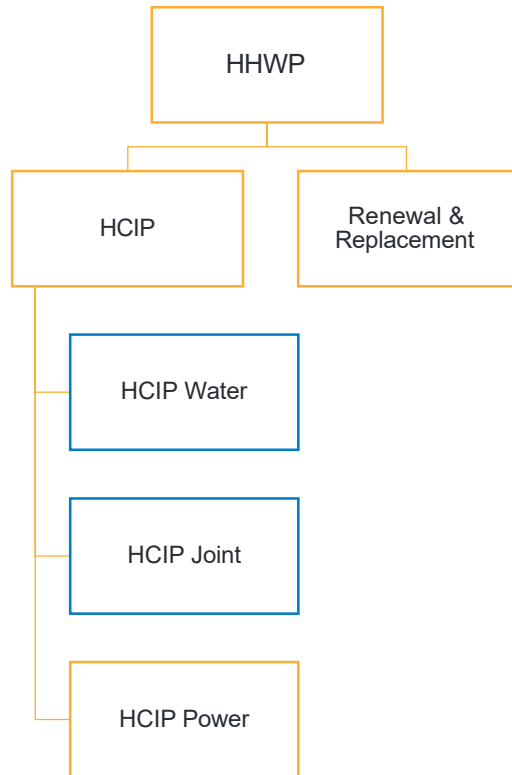 HHWP
HCIP
Renewal &
Replacement
HCIP Water
HCIP Joint
HCIP Power